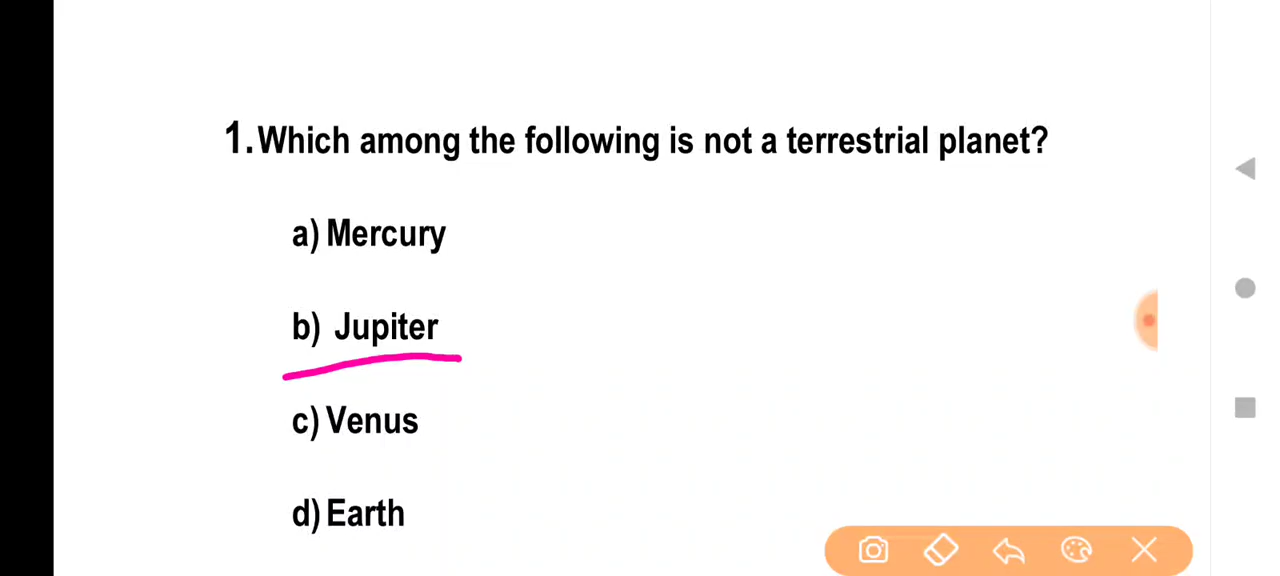 1.Which among the following is not a terrestrial planet?
a) Mercury
b) Jupiter
c) Venus
d) Earth